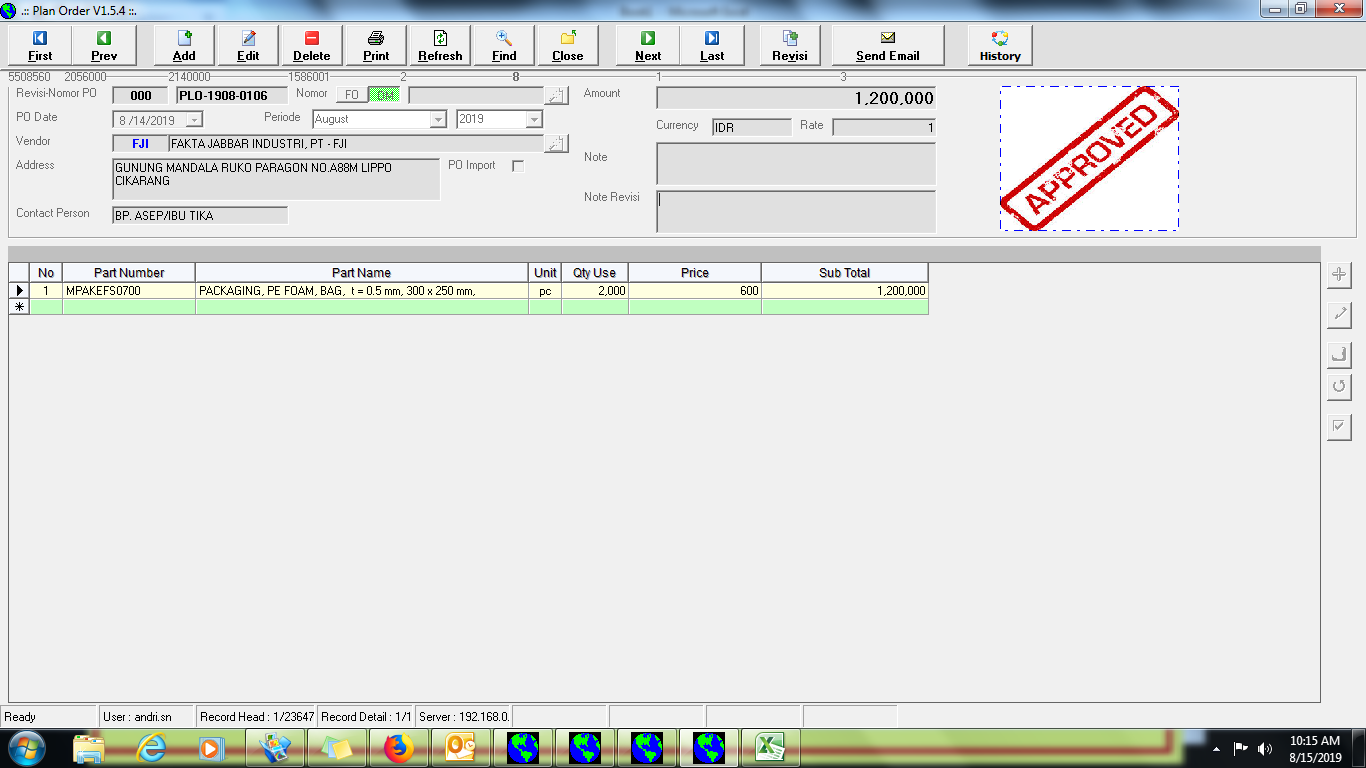 .:: Plan Order V1.5.4 ::.
First Prev Add Edit Delete Print Refresh Find Close Next Last Revisi Send Email History
5508560 2056000 2140000 1586001 2 8 1 3
Revisi-Nomor PO 000 PLO-1908-0106 Nomor FO DM
PO Date 8 /14/2019 Periode August 2019
Vendor FJI FAKTA JABBAR INDUSTRI, PT - FJI
Address GUNUNG MANDALA RUKO PARAGON NO.A88M LIPPO
CIKARANG
PO Import
Contact Person BP. ASEP/IBU TIKA
Amount 1,200,000
Currency IDR Rate 1
Note
Note Revisi
APPROVED
No Part Number Part Name Unit Qty Use Price Sub Total
1 MPAKEFS0700 PACKAGING, PE FOAM, BAG, t = 0.5 mm, 300 x 250 mm, pc 2,000 600 1,200,000
Ready User : andri.sn Record Head : 1/23647 Record Detail : 1/1 Server : 192.168.0.
10:15 AM
8/15/2019